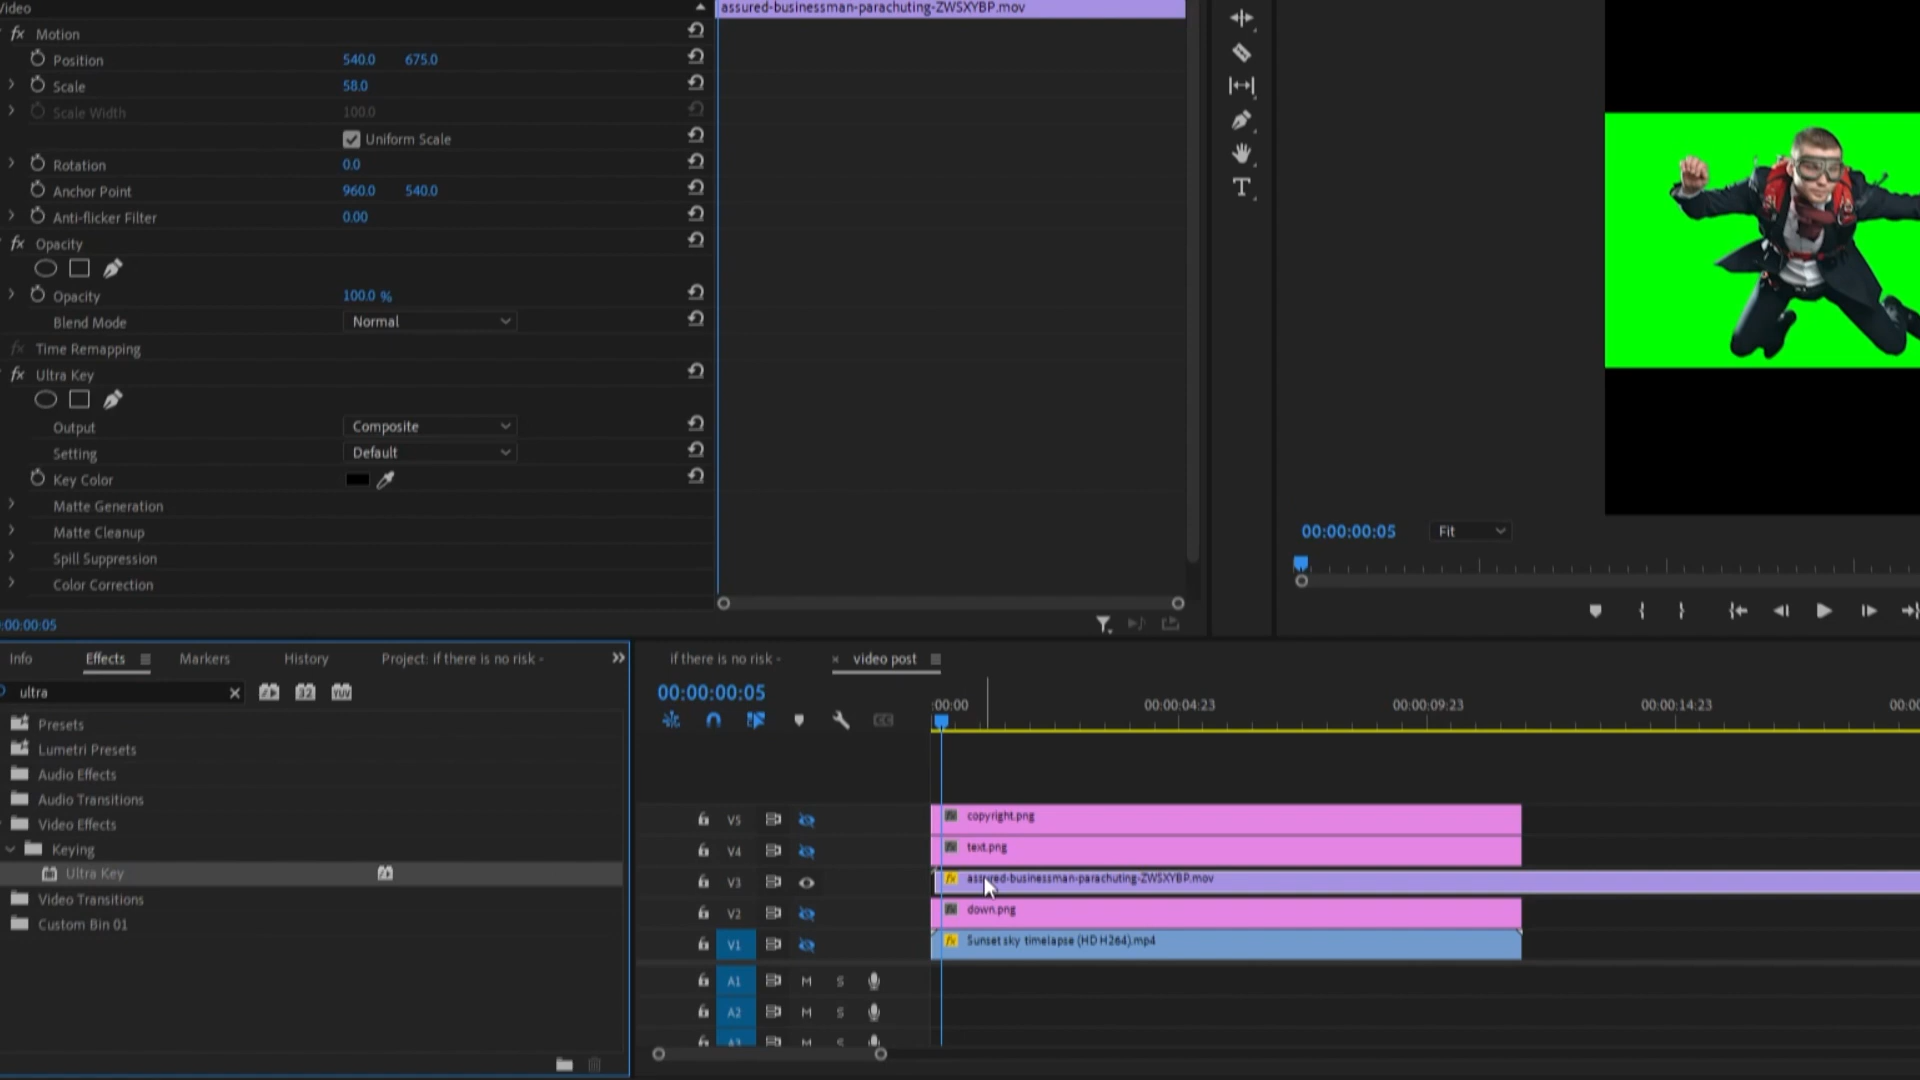 Video
assured-businessman-parachuting-ZWSXYBP.mov
fx Motion
Position 540.0 675.0
Scale 58.0
Scale Width 100.0
Uniform Scale
Rotation 0.0
Anchor Point 960.0 540.0
Anti-flicker Filter 0.00
fx Opacity
Opacity 100.0 %
Blend Mode Normal
fx Time Remapping
fx Ultra Key
Output Composite
Setting Default
Key Color
Matte Generation
Matte Cleanup
Spill Suppression
Color Correction
:00:00:05
00:00:00:05 Fit
Info Effects Markers History Project: if there is no risk -
ultra 32 YUV
Presets
Lumetri Presets
Audio Effects
Audio Transitions
Video Effects
Keying
Ultra Key
Video Transitions
Custom Bin 01
if there is no risk - × video post
00:00:00:05
:00:00 00:00:04:23 00:00:09:23 00:00:14:23 00:00
V5 copyright.png
V4 text.png
V3 fx assured-businessman-parachuting-ZWSXYBP.mov
V2 down.png
V1 fx Sunset sky timelapse (HD H264).mp4
A1 M S
A2 M S
A3 M S